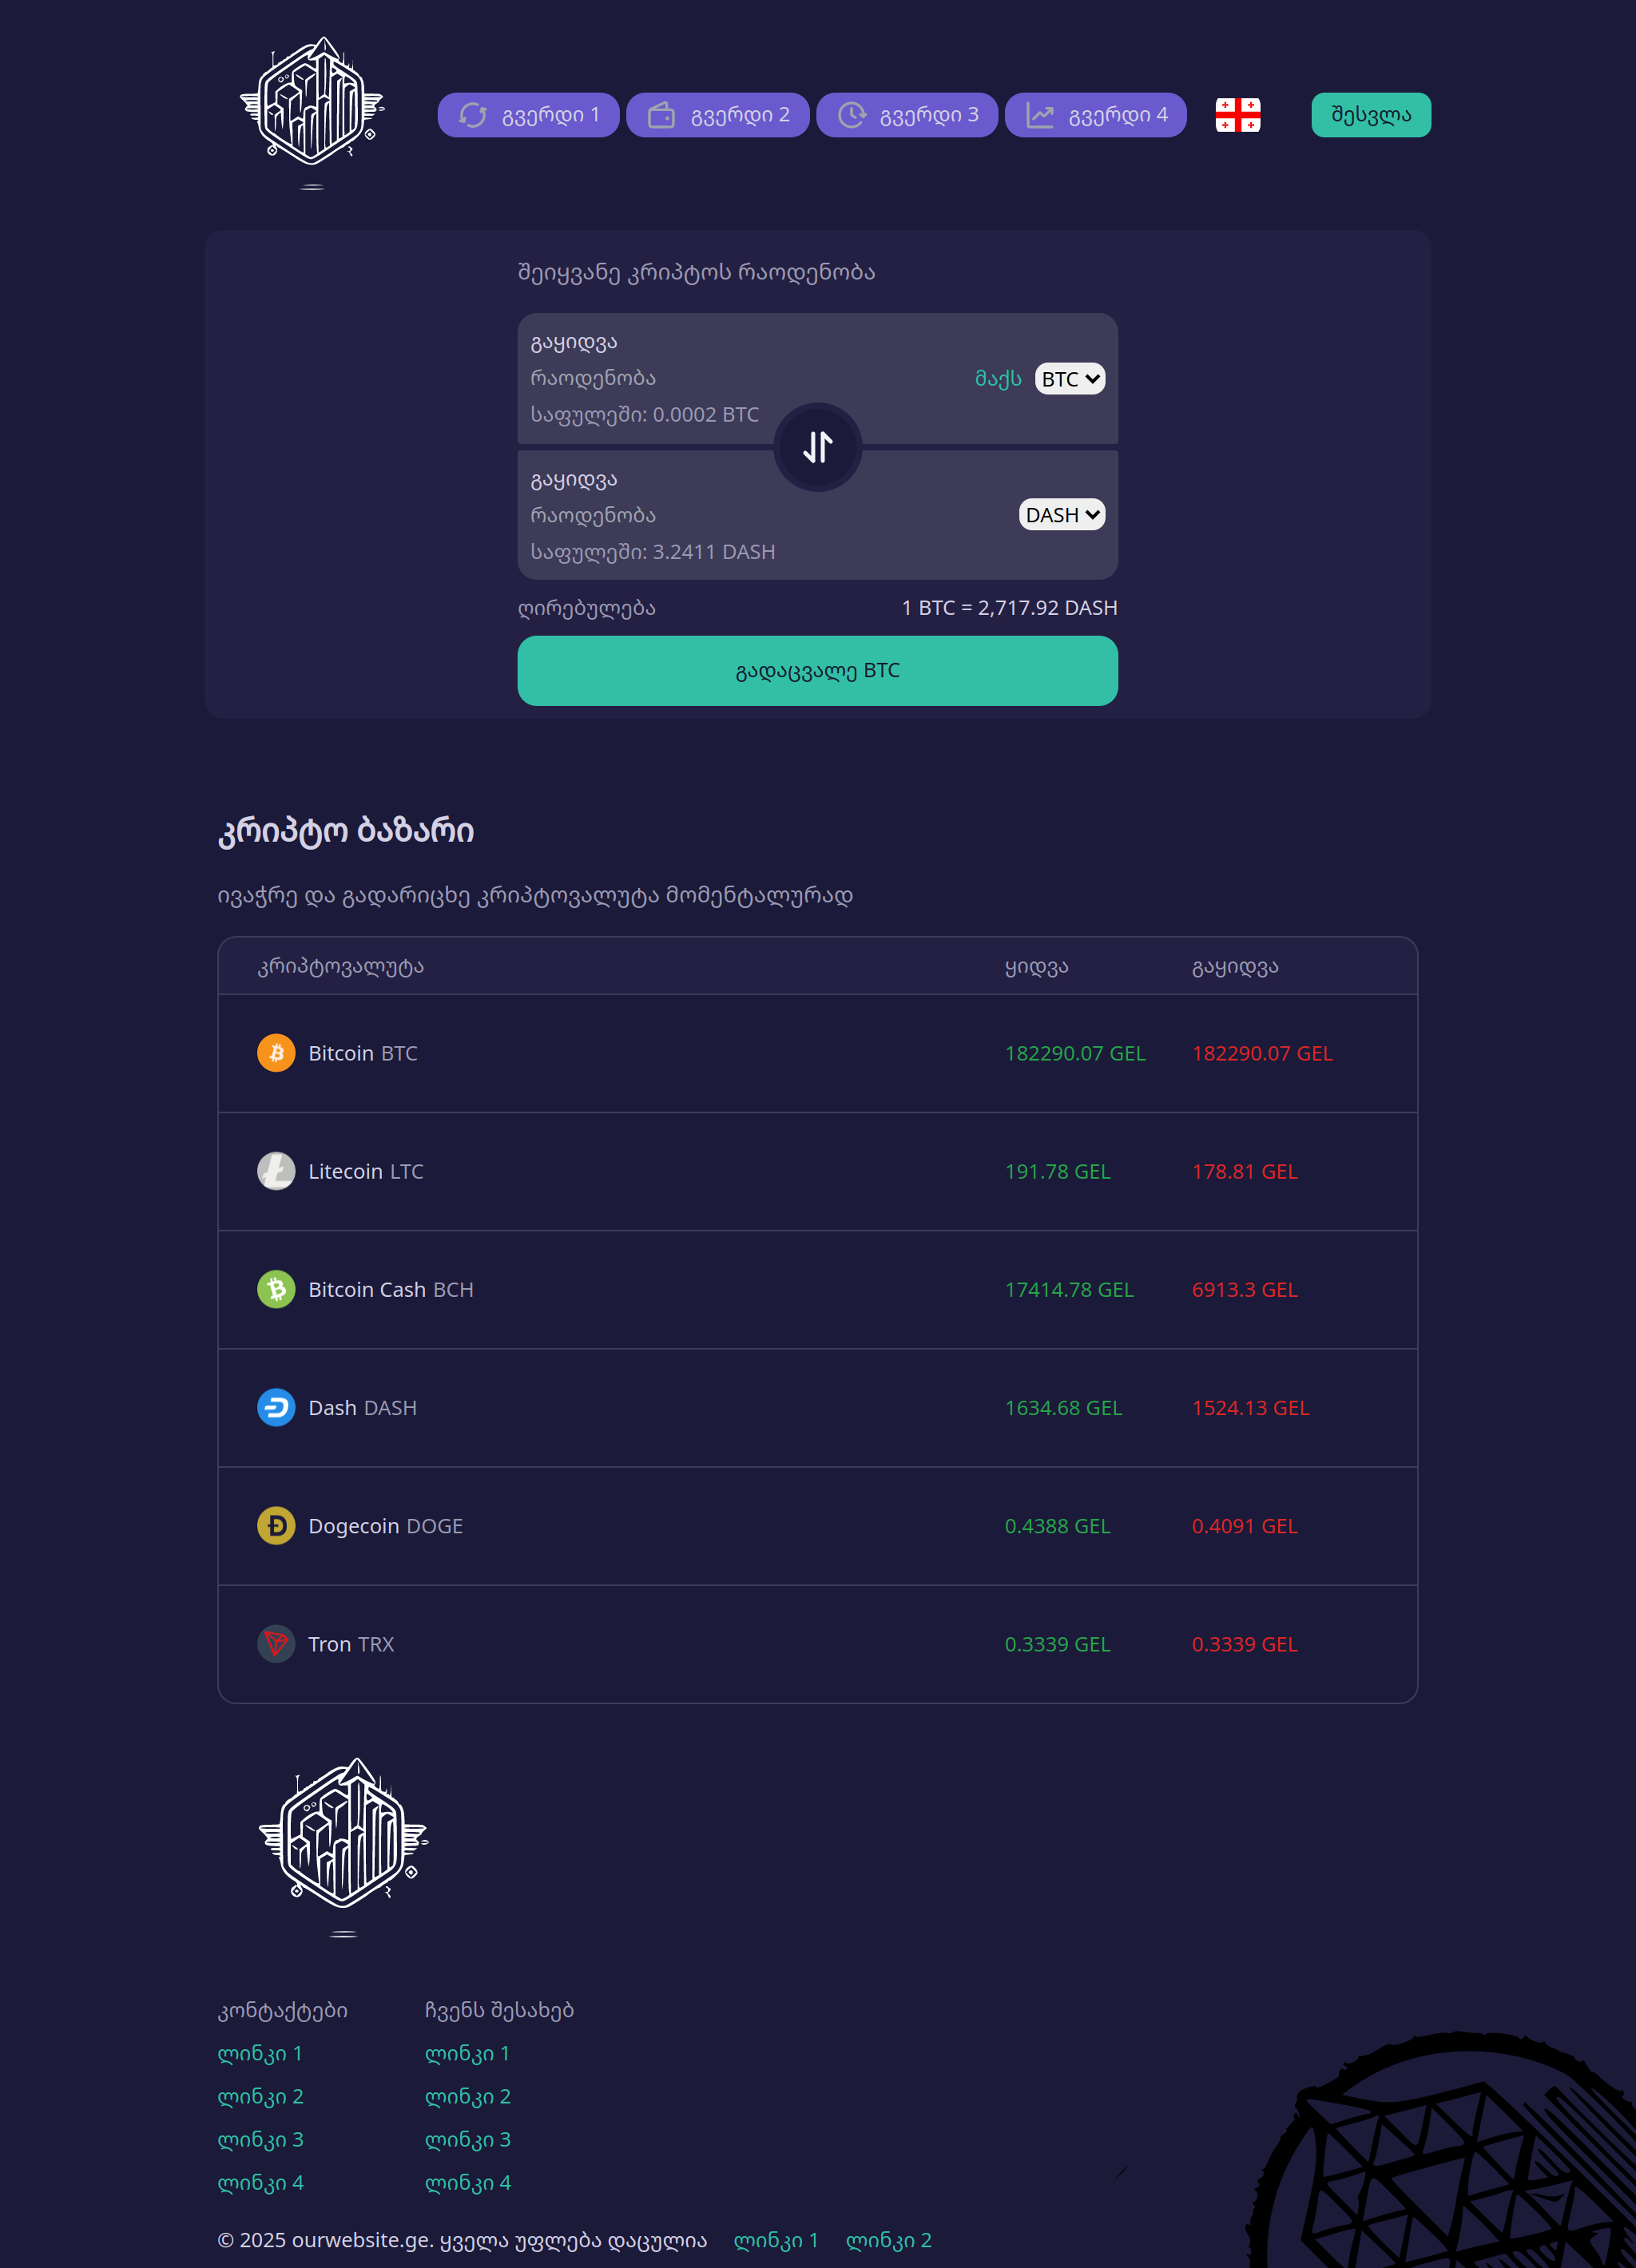 გვერდი 1 გვერდი 2 გვერდი 3 გვერდი 4 შესვლა
შეიყვანე კრიპტოს რაოდენობა
გაყიდვა
რაოდენობა მაქს BTC
საფულეში: 0.0002 BTC
გაყიდვა
რაოდენობა DASH
საფულეში: 3.2411 DASH
ღირებულება 1 BTC = 2,717.92 DASH
გადაცვალე BTC
კრიპტო ბაზარი
ივაჭრე და გადარიცხე კრიპტოვალუტა მომენტალურად
კრიპტოვალუტა ყიდვა გაყიდვა
Bitcoin BTC 182290.07 GEL 182290.07 GEL
Litecoin LTC 191.78 GEL 178.81 GEL
Bitcoin Cash BCH 17414.78 GEL 6913.3 GEL
Dash DASH 1634.68 GEL 1524.13 GEL
Dogecoin DOGE 0.4388 GEL 0.4091 GEL
Tron TRX 0.3339 GEL 0.3339 GEL
კონტაქტები ჩვენს შესახებ
ლინკი 1 ლინკი 1
ლინკი 2 ლინკი 2
ლინკი 3 ლინკი 3
ლინკი 4 ლინკი 4
© 2025 ourwebsite.ge. ყველა უფლება დაცულია ლინკი 1 ლინკი 2